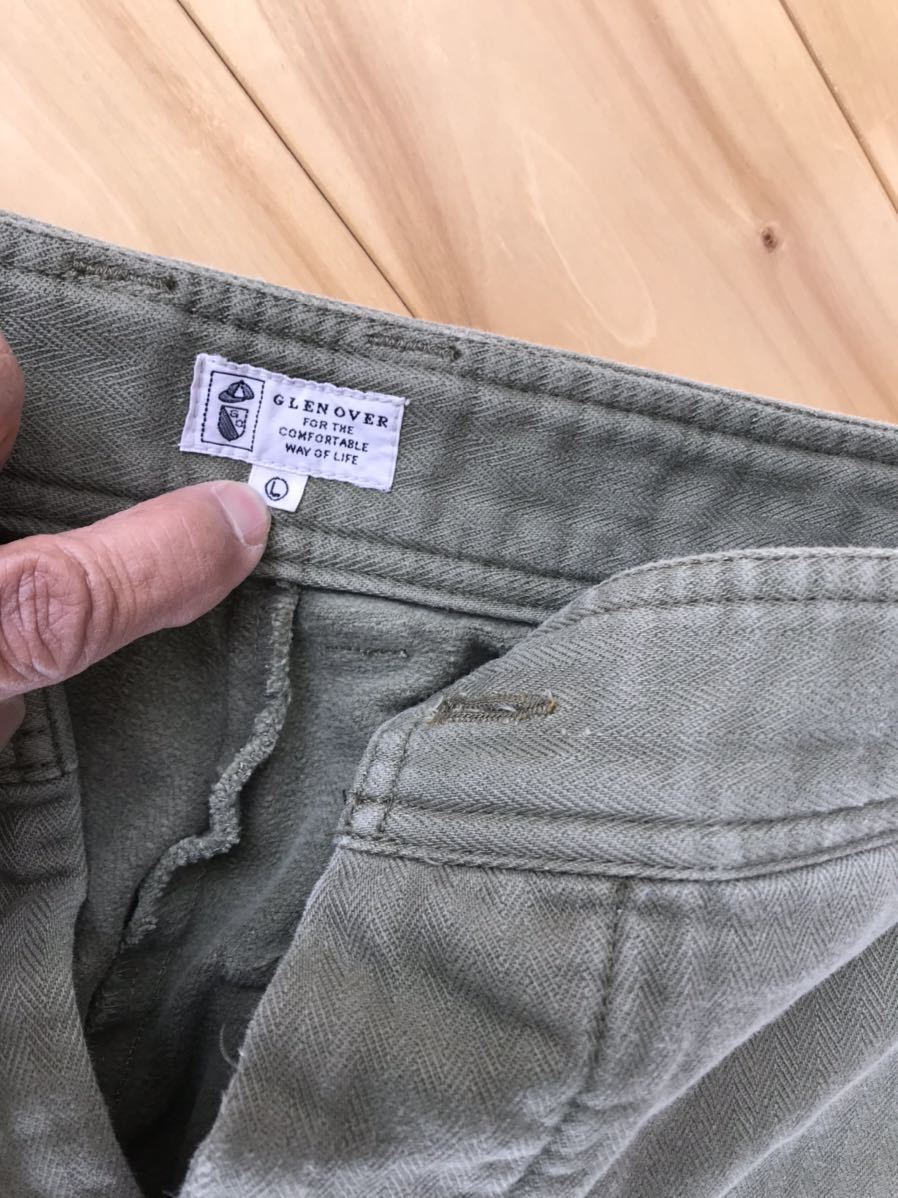 GLENOVER
FOR THE
COMFORTABLE
WAY OF LIFE
L